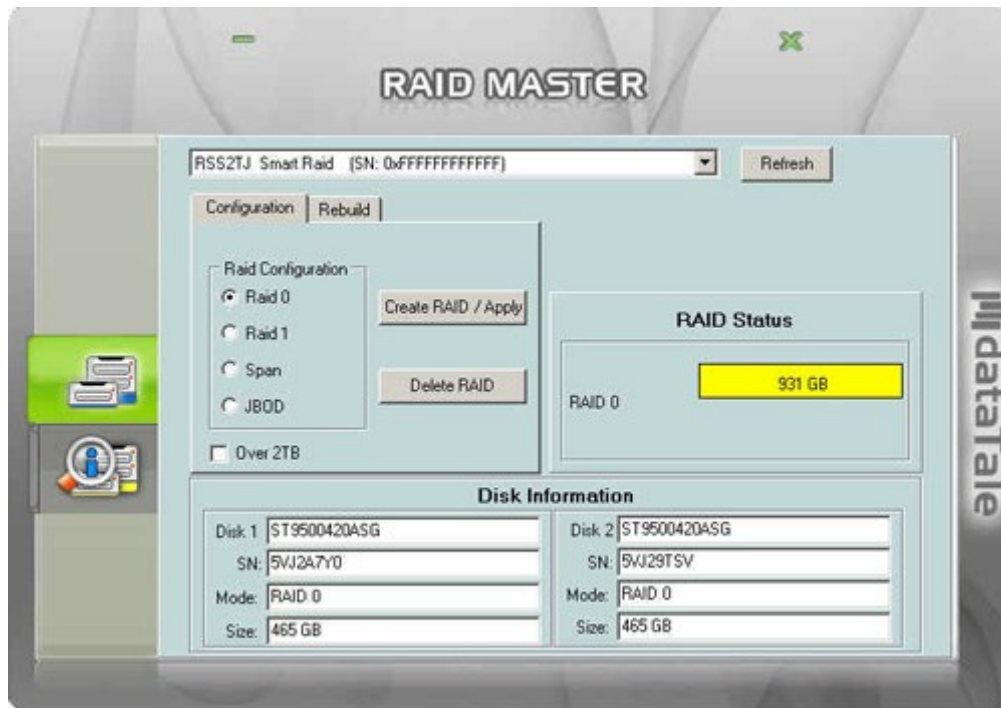 RAID MASTER
RSS2TJ Smart Raid (SN: 0xFFFFFFFFFFFF)
Refresh
Configuration
Rebuild
Raid Configuration
Raid 0
Raid 1
Span
JBOD
Over 2TB
Create RAID / Apply
Delete RAID
RAID Status
RAID 0
931 GB
Disk Information
Disk 1 ST9500420ASG
SN: 5VJ2A7Y0
Mode: RAID 0
Size: 465 GB
Disk 2 ST9500420ASG
SN: 5VJ29TSV
Mode: RAID 0
Size: 465 GB
dataTale